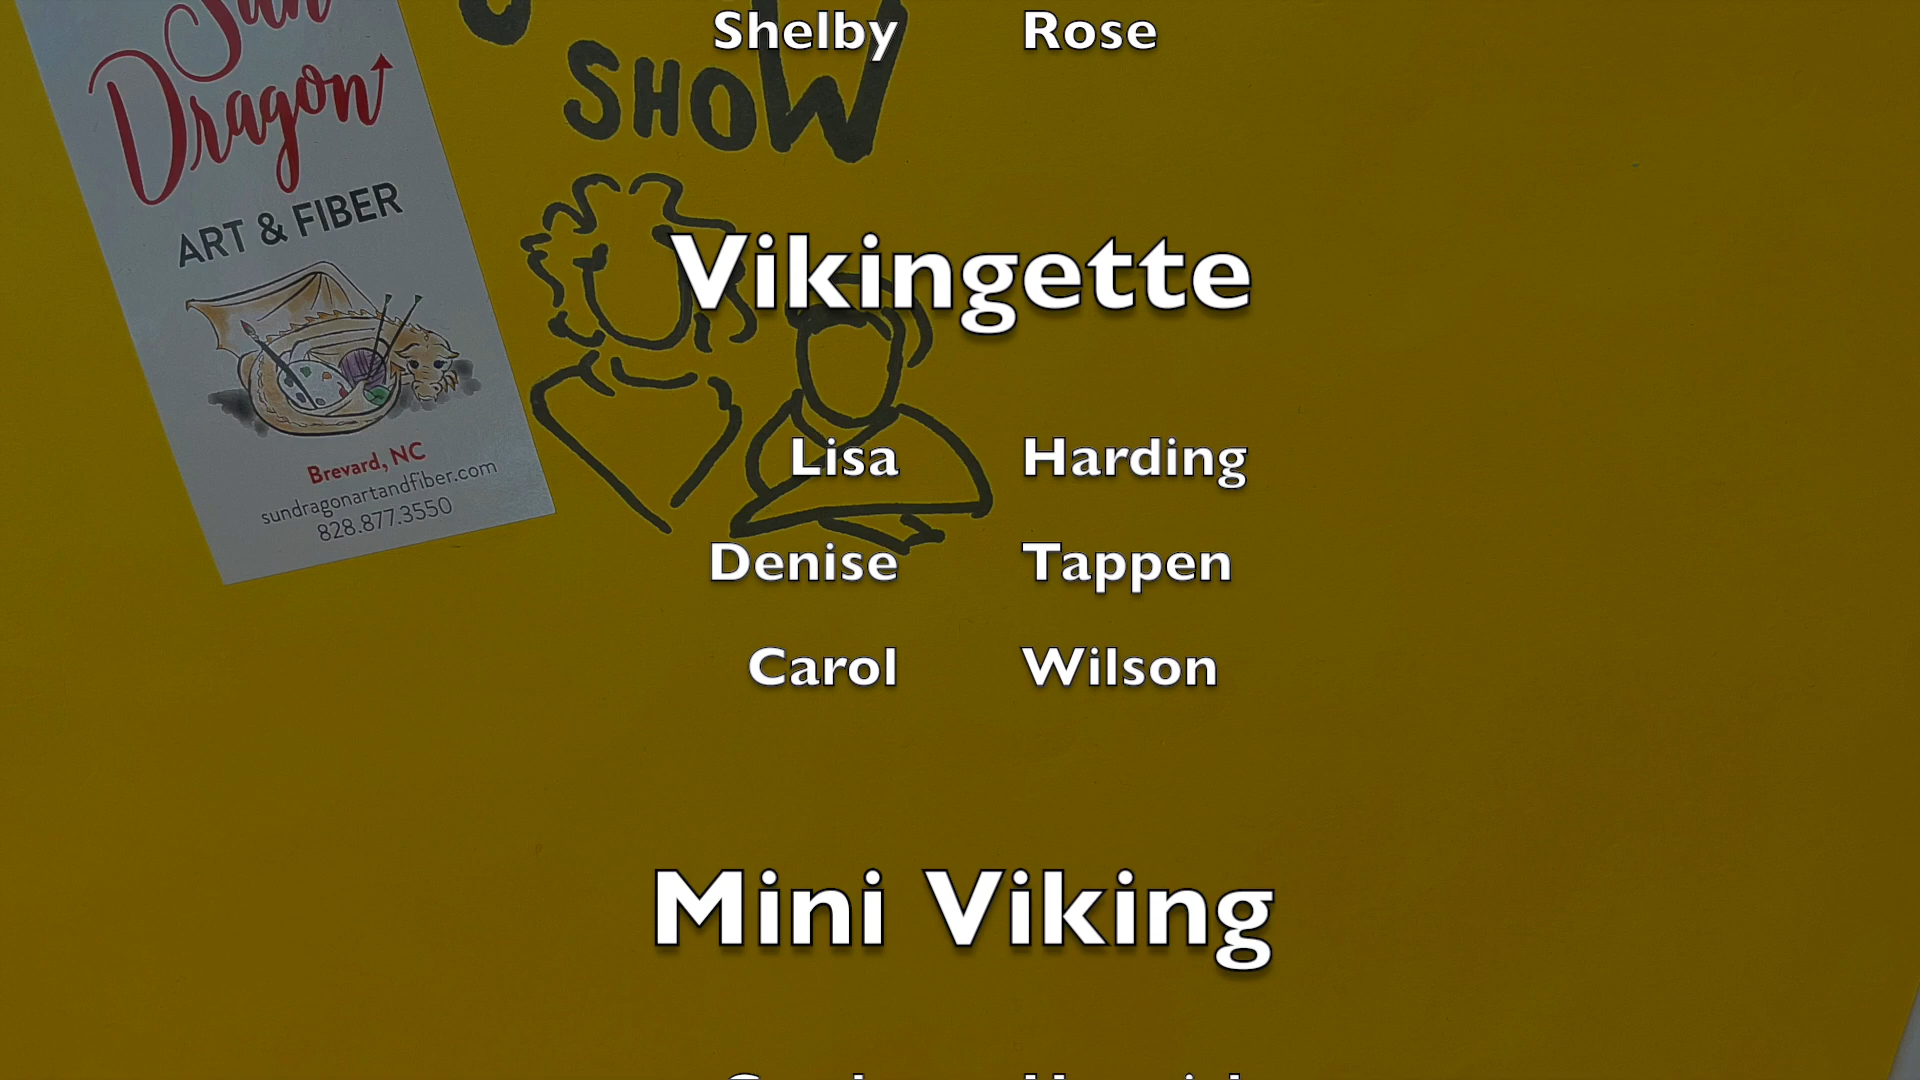 Shelby Rose
Sun
Dragon
ART & FIBER
Brevard, NC
sundragonartandfiber.com
828.877.3550
SHOW
Vikingette
Lisa Harding
Denise Tappen
Carol Wilson
Mini Viking